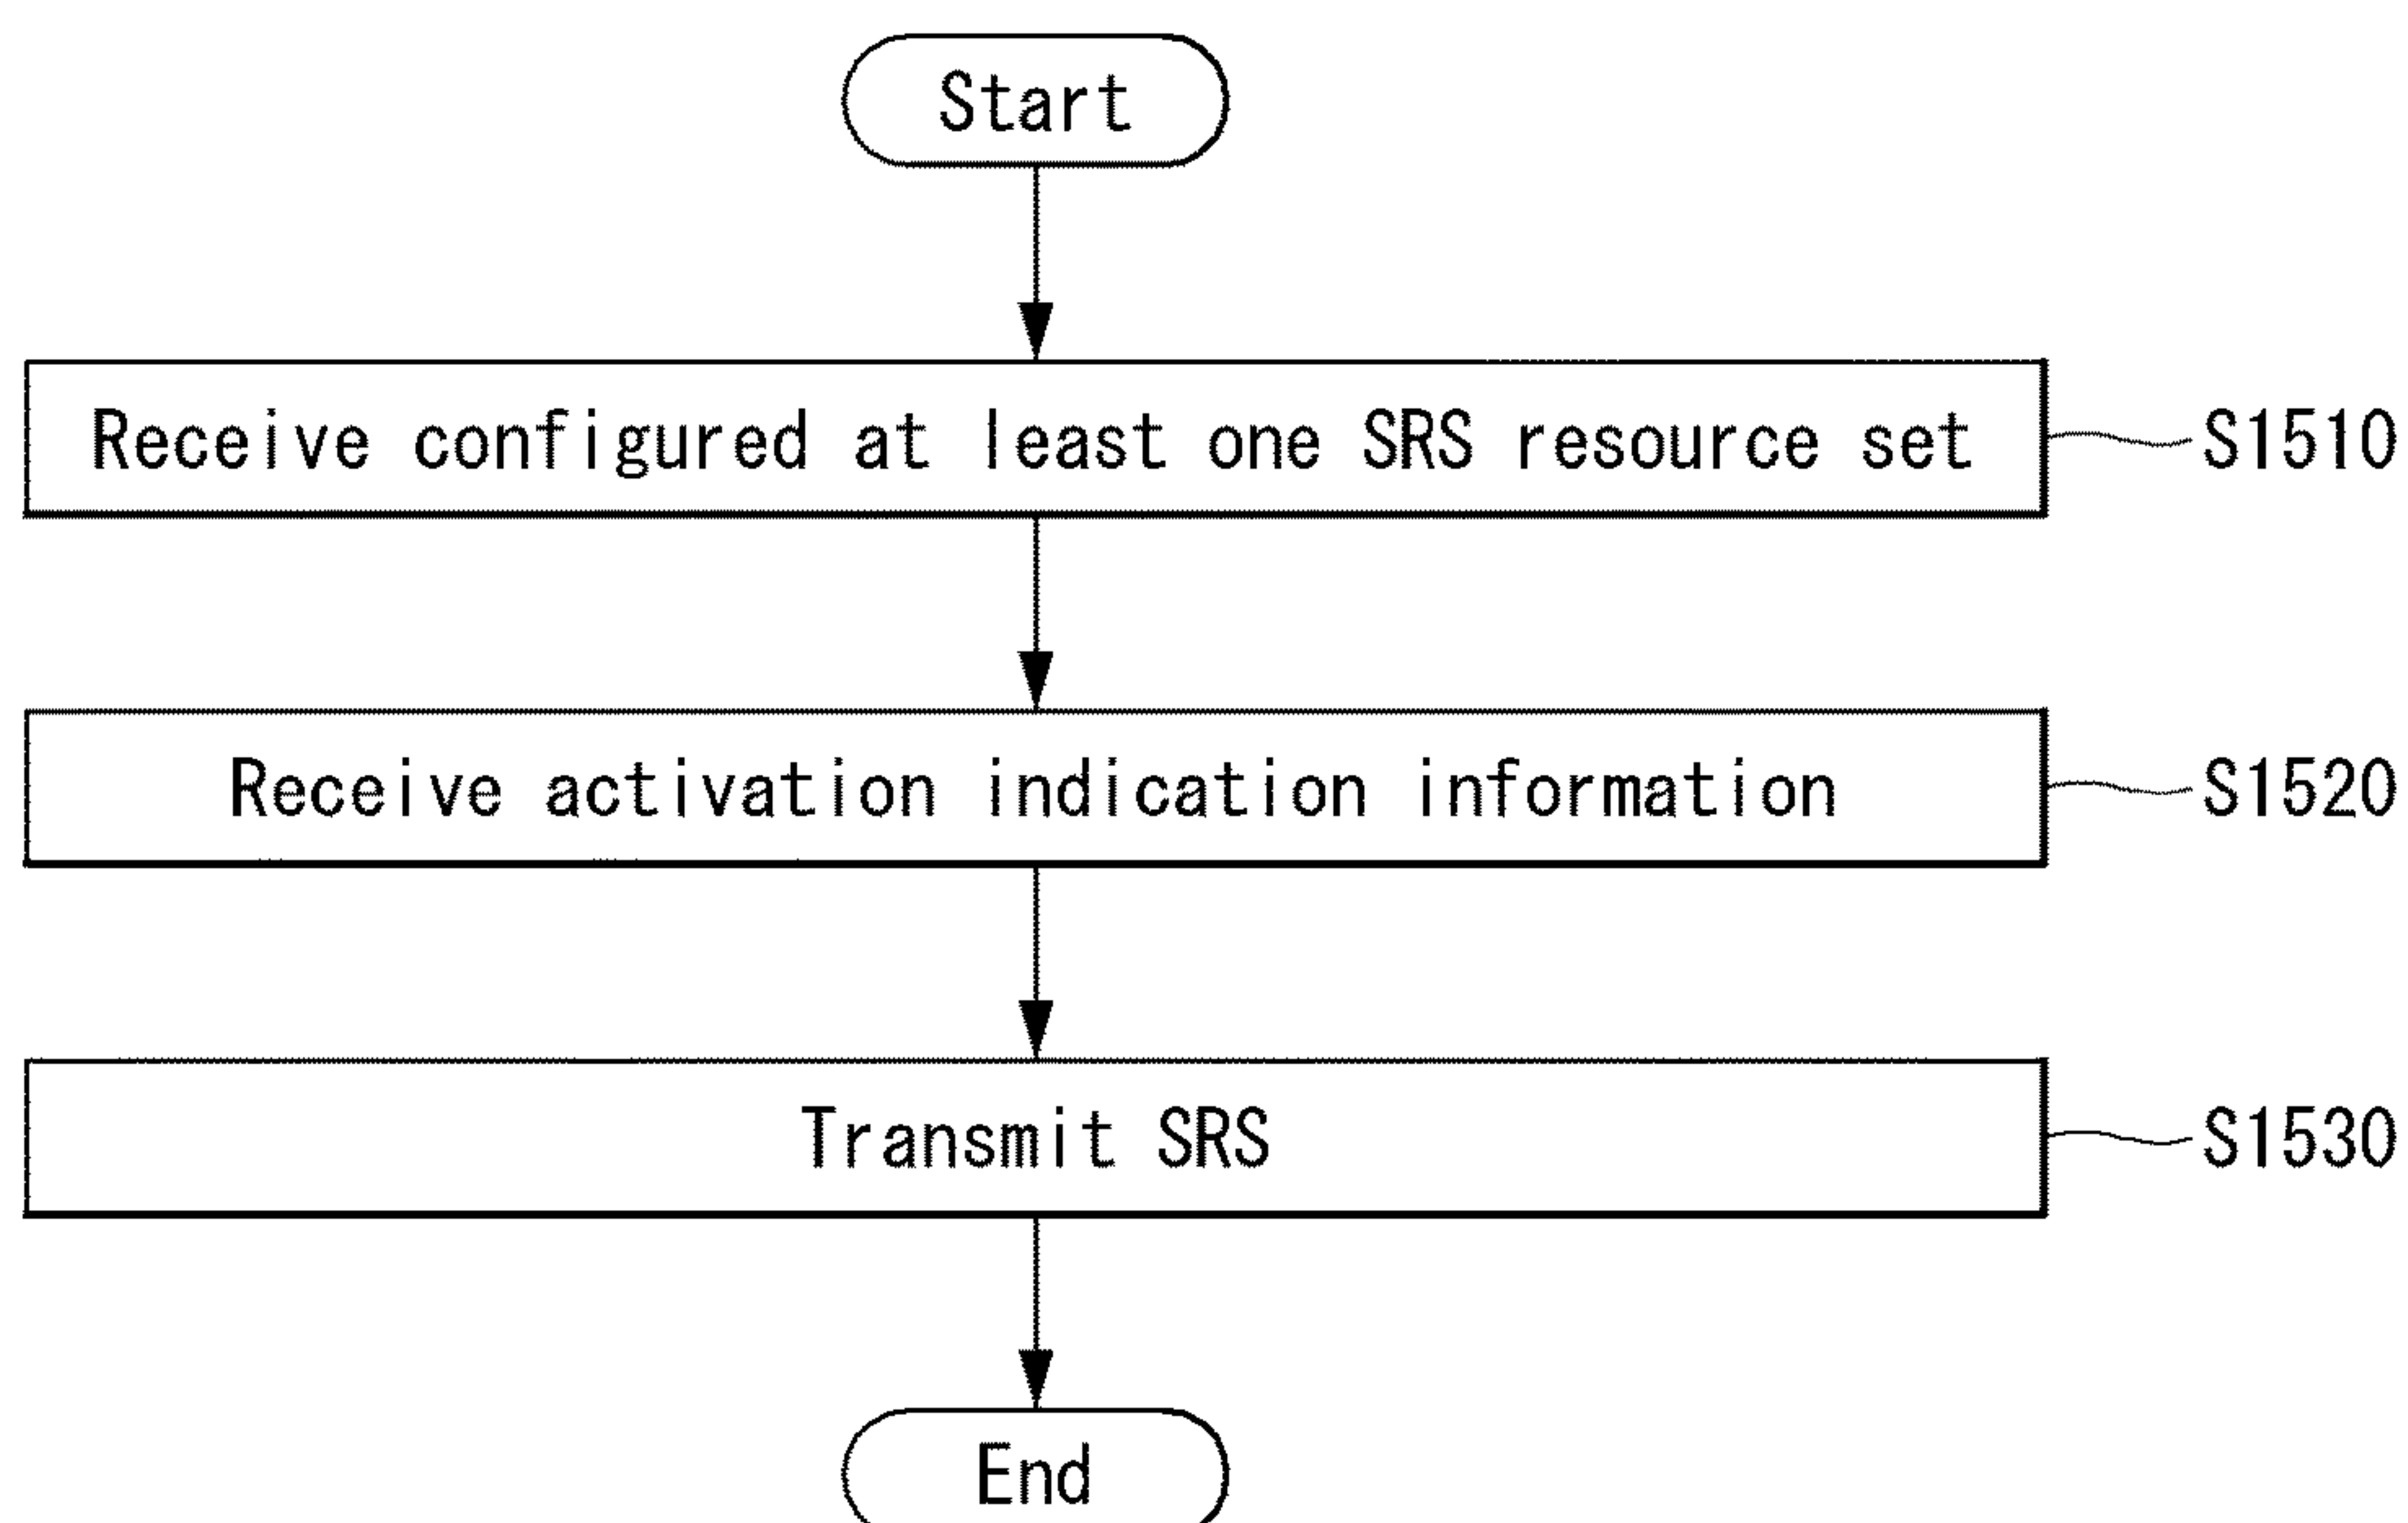 Start
Receive configured at least one SRS resource set
S1510
Receive activation indication information
S1520
Transmit SRS
S1530
End